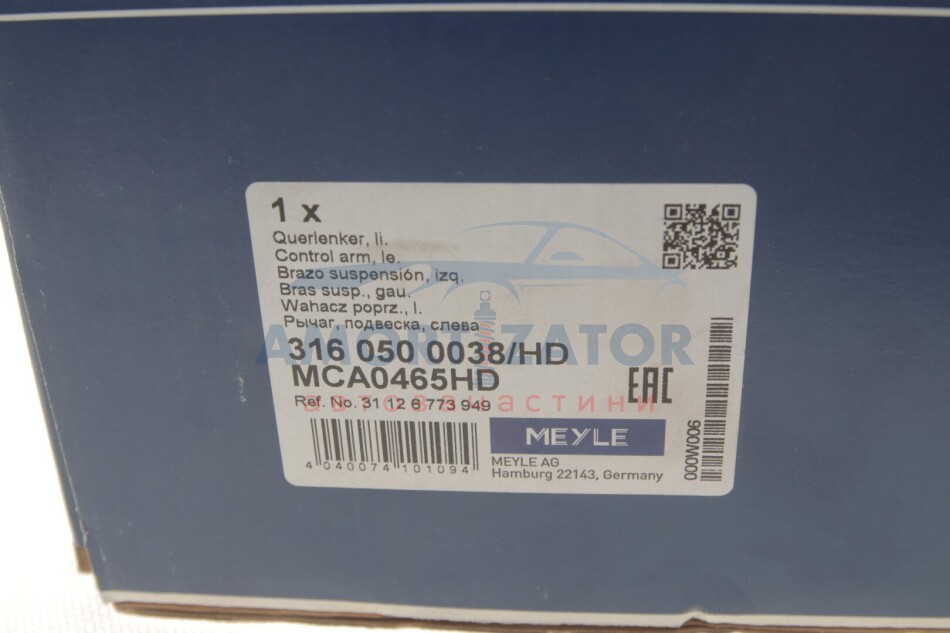 1 x
Querlenker, li.
Control arm, le.
Brazo suspensión, izq.
Bras susp., gau.
Wahacz poprz., l.
Рычаг, подвеска, слева
AMORTIZATOR
316 050 0038/HD
MCA0465HD
EAC
автозапчастини
Ref. No. 31 12 6 773 949
MEYLE
MEYLE AG
Hamburg 22143, Germany
4 040074 101094
000W006